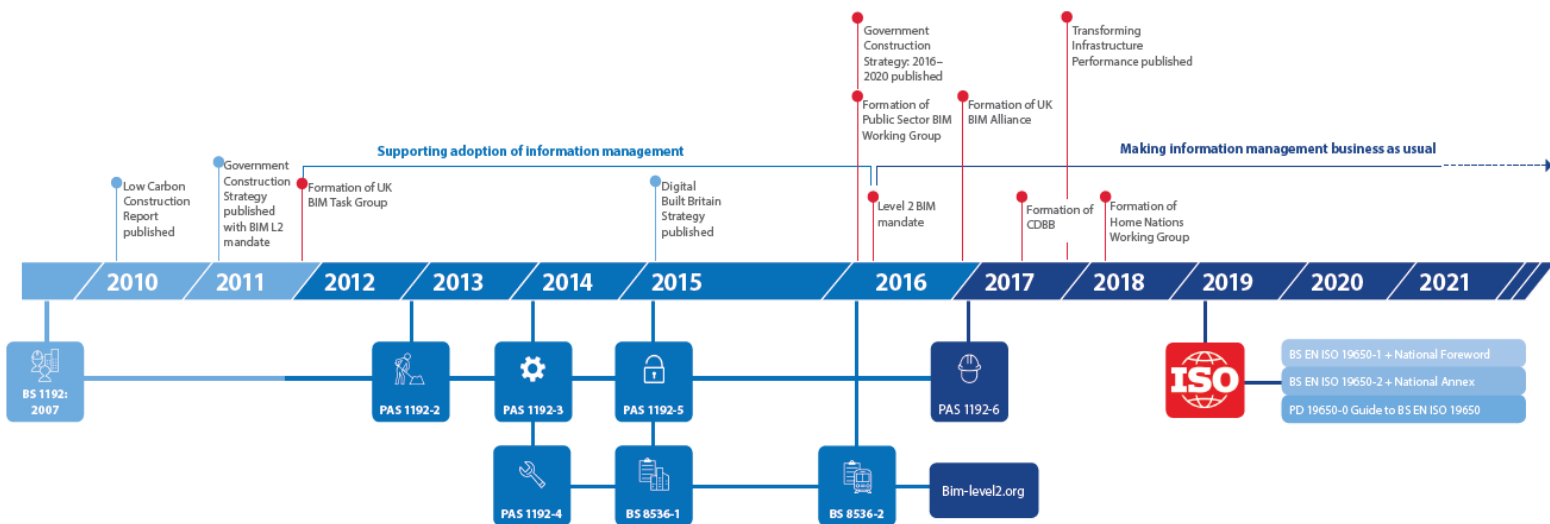 Government
Construction
Strategy: 2016–
2020 published
Transforming
Infrastructure
Performance published
Formation of
Public Sector BIM
Working Group
Formation of UK
BIM Alliance
Supporting adoption of information management
Making information management business as usual
Low Carbon
Construction
Report
published
Government
Construction
Strategy
published
with BIM L2
mandate
Formation of UK
BIM Task Group
Digital
Built Britain
Strategy
published
Level 2 BIM
mandate
Formation of
CDBB
Formation of
Home Nations
Working Group
2010
2011
2012
2013
2014
2015
2016
2017
2018
2019
2020
2021
BS 1192:
2007
PAS 1192-2
PAS 1192-3
PAS 1192-5
PAS 1192-6
ISO
BS EN ISO 19650-1 + National Foreword
BS EN ISO 19650-2 + National Annex
PD 19650-0 Guide to BS EN ISO 19650
PAS 1192-4
BS 8536-1
BS 8536-2
Bim-level2.org